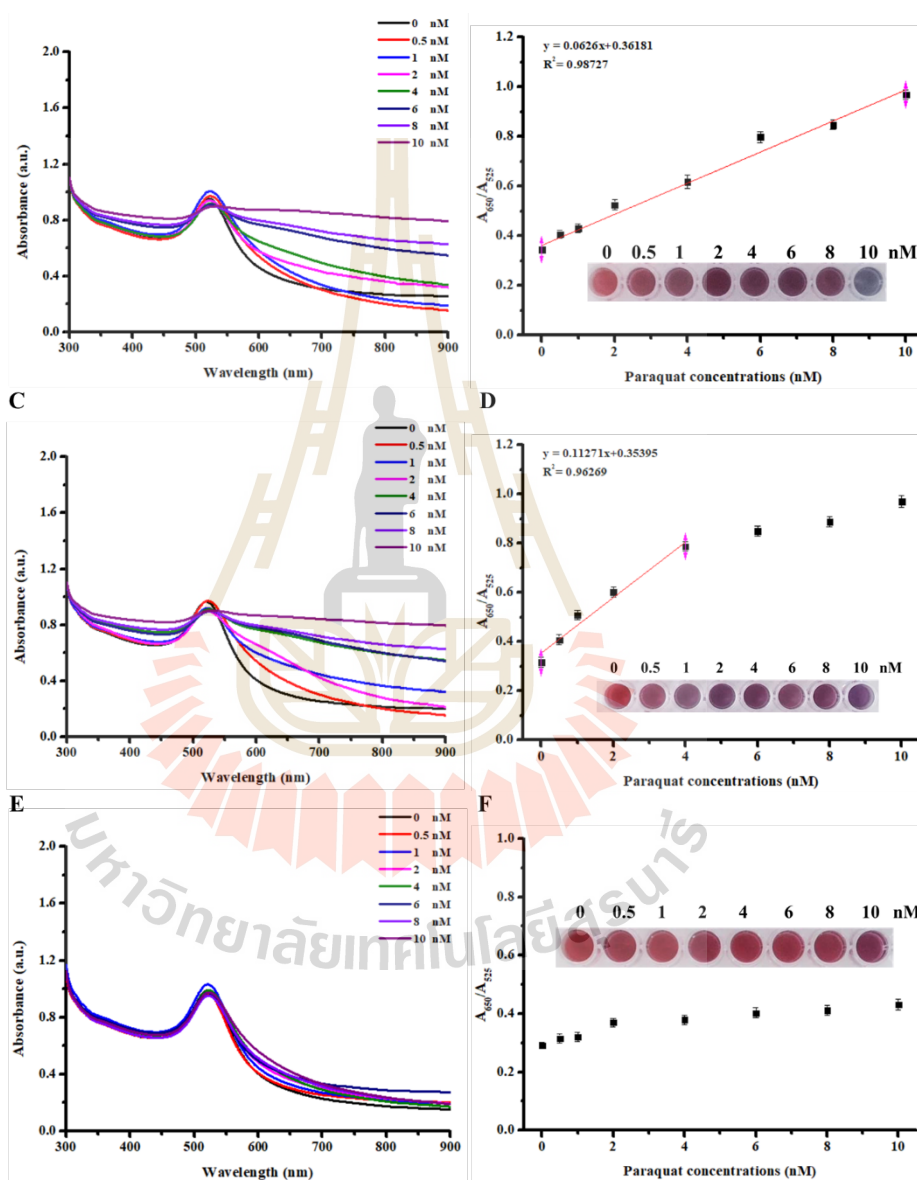 0 nM
0.5 nM
1 nM
2 nM
4 nM
6 nM
8 nM
10 nM
2.0
1.6
1.2
0.8
0.4
0.0
Absorbance (a.u.)
300 400 500 600 700 800 900
Wavelength (nm)
y = 0.0626x+0.36181
R² = 0.98727
1.2
1.0
0.8
0.6
0.4
0.2
0.0
A650/A525
0 0.5 1 2 4 6 8 10 nM
0 2 4 6 8 10
Paraquat concentrations (nM)
C
0 nM
0.5 nM
1 nM
2 nM
4 nM
6 nM
8 nM
10 nM
2.0
1.6
1.2
0.8
0.4
0.0
Absorbance (a.u.)
300 400 500 600 700 800 900
Wavelength (nm)
D
y = 0.11271x+0.35395
R² = 0.96269
1.2
1.0
0.8
0.6
0.4
0.2
0.0
A650/A525
0 0.5 1 2 4 6 8 10 nM
0 2 4 6 8 10
Paraquat concentrations (nM)
E
0 nM
0.5 nM
1 nM
2 nM
4 nM
6 nM
8 nM
10 nM
2.0
1.6
1.2
0.8
0.4
0.0
Absorbance (a.u.)
300 400 500 600 700 800 900
Wavelength (nm)
F
1.0
0.8
0.6
0.4
0.2
0.0
A650/A525
0 0.5 1 2 4 6 8 10 nM
0 2 4 6 8 10
Paraquat concentrations (nM)
มหาวิทยาลัยเทคโนโลยีสุรนารี